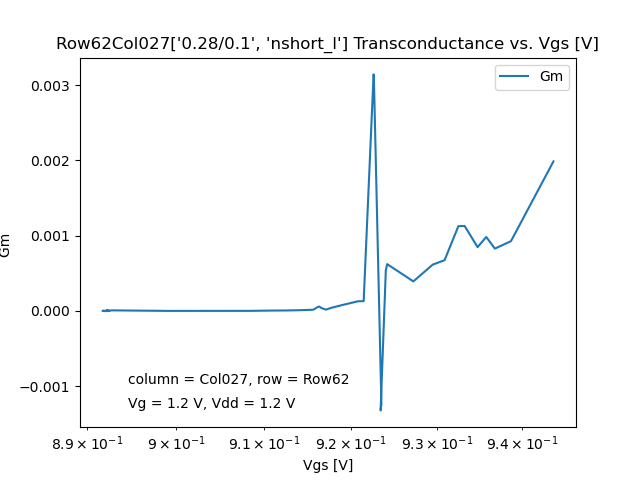 Row62Col027['0.28/0.1', 'nshort_l'] Transconductance vs. Vgs [V]
Gm
0.003
0.002
0.001
0.000
−0.001
Gm
column = Col027, row = Row62
Vg = 1.2 V, Vdd = 1.2 V
8.9 × 10⁻¹ 9 × 10⁻¹ 9.1 × 10⁻¹ 9.2 × 10⁻¹ 9.3 × 10⁻¹ 9.4 × 10⁻¹
Vgs [V]